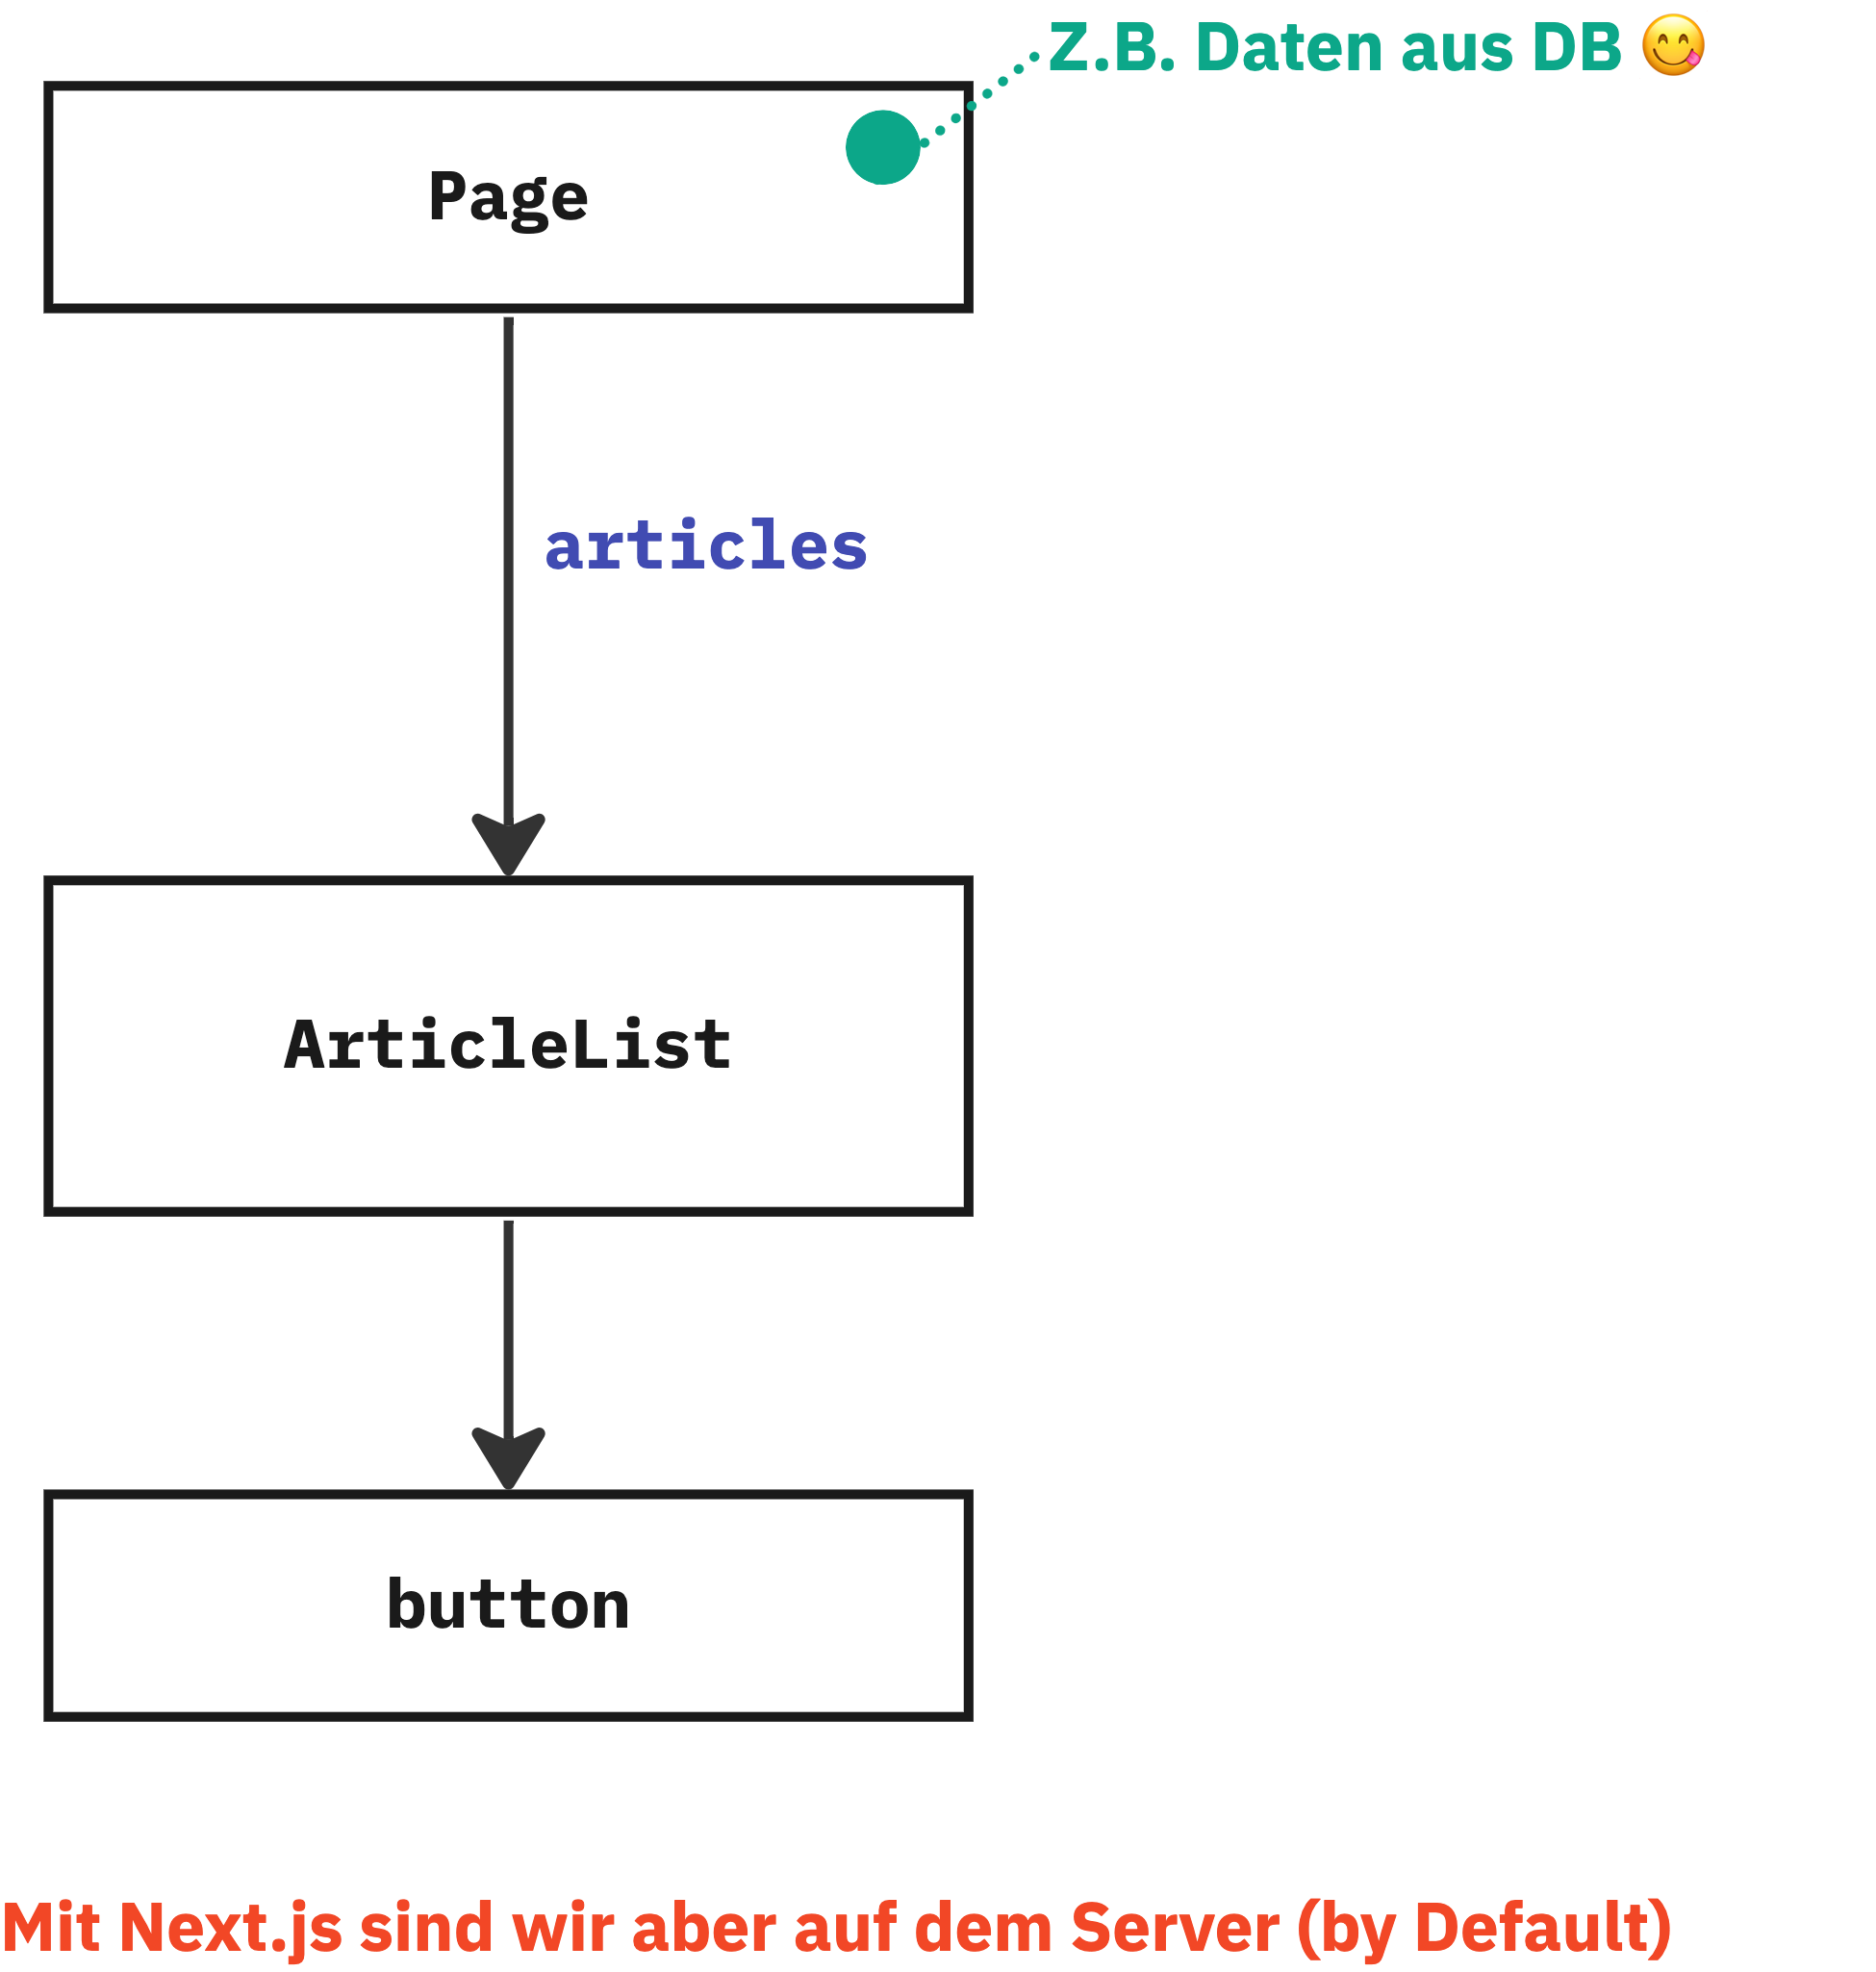 Z.B. Daten aus DB 😋
Page
articles
ArticleList
button
Mit Next.js sind wir aber auf dem Server (by Default)